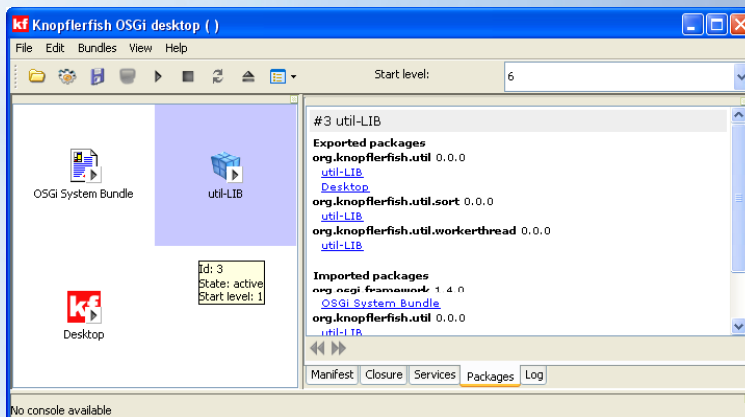 kf Knopflerfish OSGi desktop ( )
File Edit Bundles View Help
Start level: 6
OSGi System Bundle
util-LIB
Id: 3
State: active
Start level: 1
kf
Desktop
#3 util-LIB
Exported packages
org.knopflerfish.util 0.0.0
util-LIB
Desktop
org.knopflerfish.util.sort 0.0.0
util-LIB
org.knopflerfish.util.workerthread 0.0.0
util-LIB
Imported packages
org.osgi.framework 1.4.0
OSGi System Bundle
org.knopflerfish.util 0.0.0
util-LIB
Manifest Closure Services Packages Log
No console available